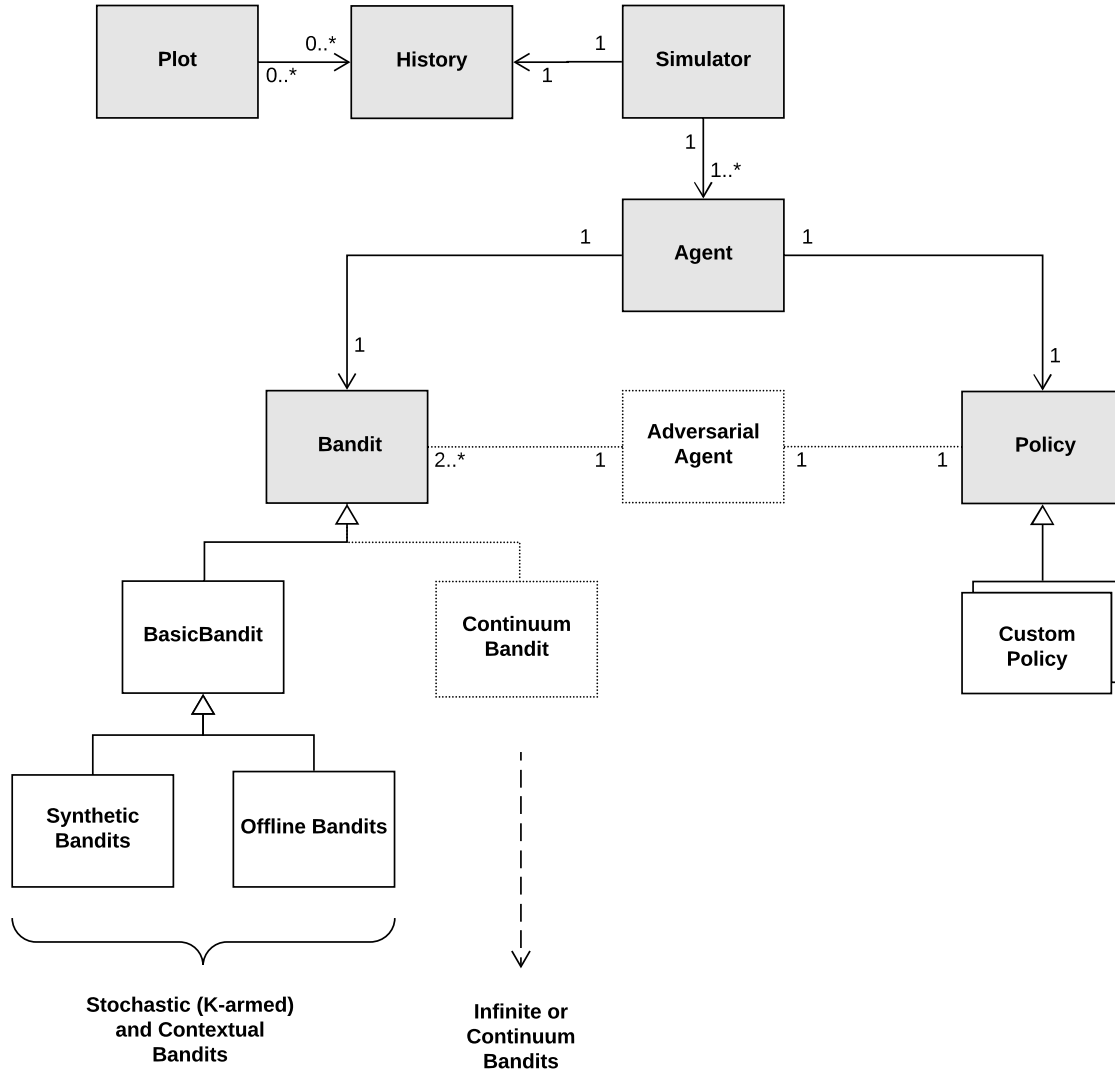 Plot
0..*
0..*
History
1
1
Simulator
1
1..*
1
Agent
1
1
1
Bandit
2..*
1
Adversarial
Agent
1
1
Policy
BasicBandit
Continuum
Bandit
Custom
Policy
Synthetic
Bandits
Offline Bandits
Stochastic (K-armed)
and Contextual
Bandits
Infinite or
Continuum
Bandits